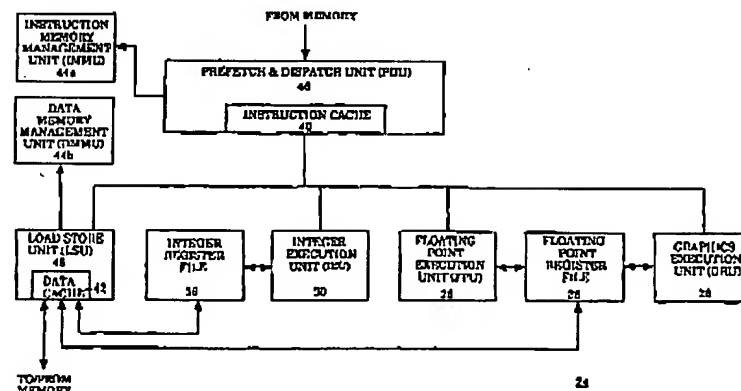 INSTRUCTION
MEMORY
MANAGEMENT
UNIT (IMMU)
44a
FROM MEMORY
PREFETCH & DISPATCH UNIT (PDU)
46
INSTRUCTION CACHE
40
DATA
MEMORY
MANAGEMENT
UNIT (DMMU)
44b
LOAD STORE
UNIT (LSU)
48
DATA
CACHE
42
INTEGER
REGISTER
FILE
INTEGER
EXECUTION
UNIT (IEU)
30
FLOATING
POINT
EXECUTION
UNIT (FPU)
FLOATING
POINT
REGISTER
FILE
GRAPHICS
EXECUTION
UNIT (GRU)
28
TO/FROM
MEMORY
24